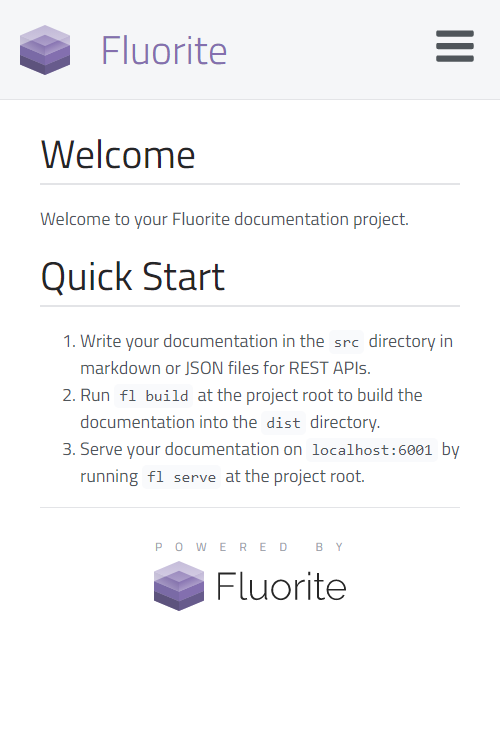 Fluorite
Welcome
Welcome to your Fluorite documentation project.
Quick Start
1. Write your documentation in the src directory in
markdown or JSON files for REST APIs.
2. Run fl build at the project root to build the
documentation into the dist directory.
3. Serve your documentation on localhost:6001 by
running fl serve at the project root.
POWERED BY
Fluorite